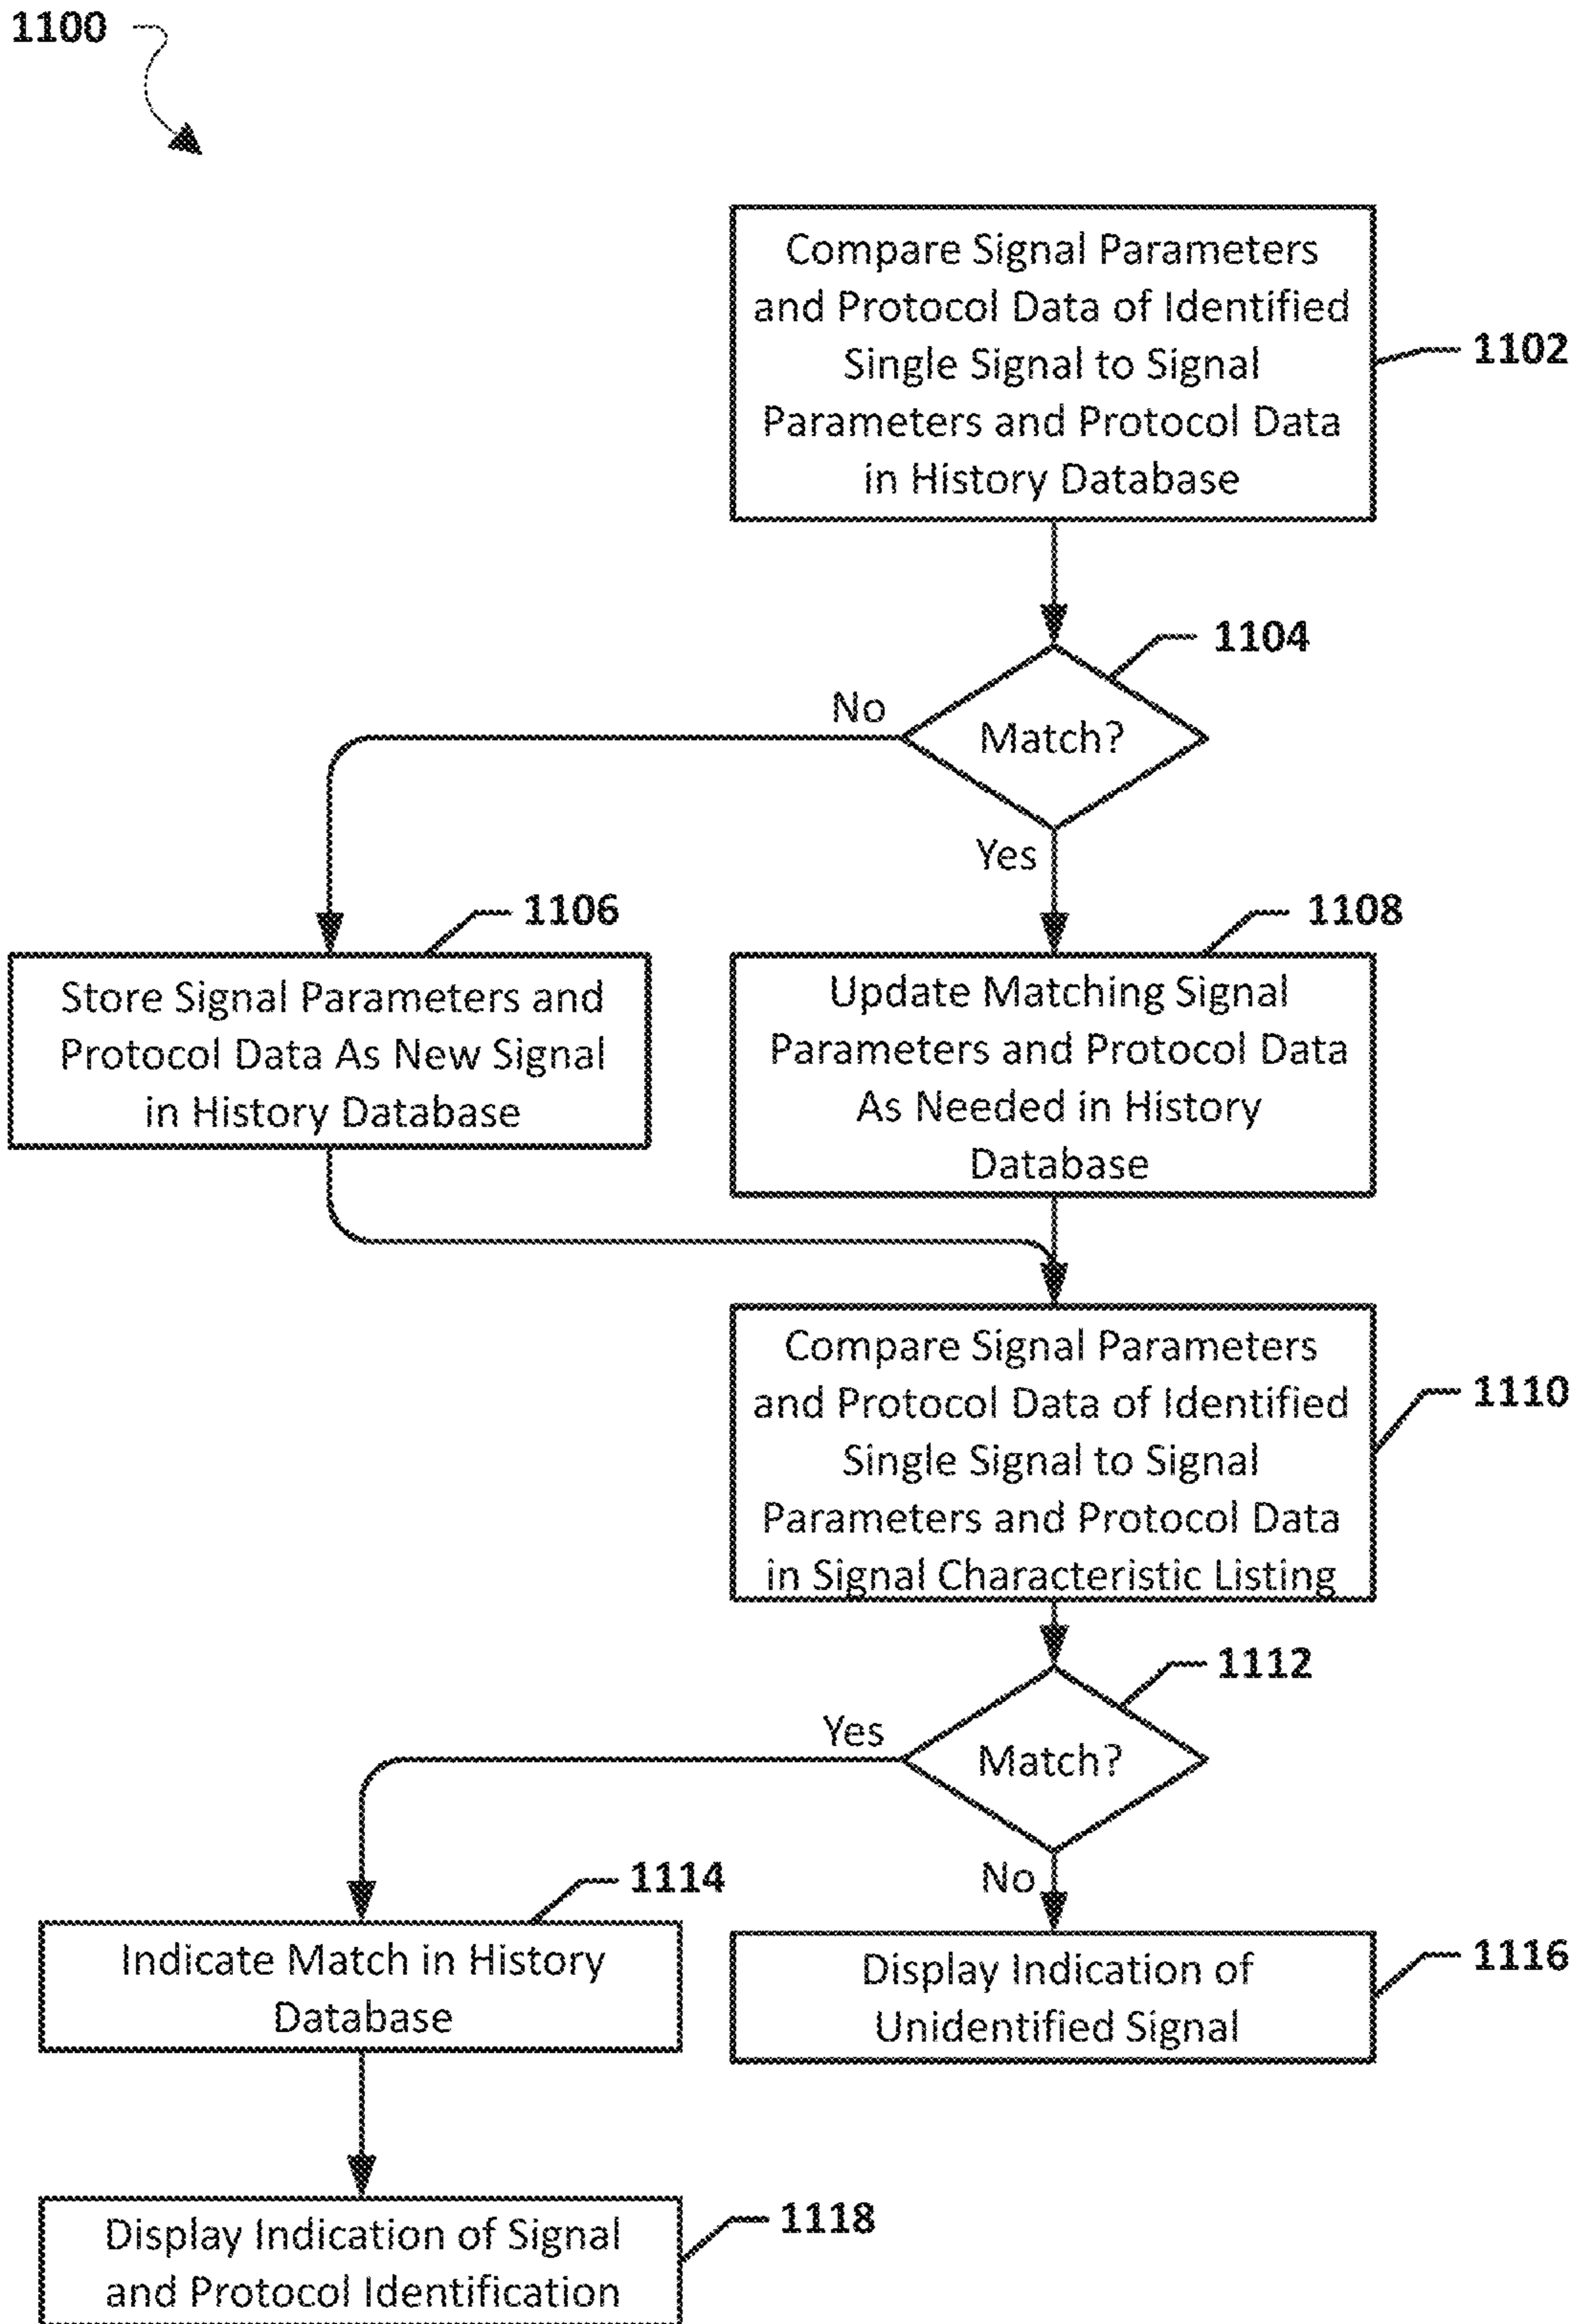 1100
Compare Signal Parameters
and Protocol Data of Identified
Single Signal to Signal
Parameters and Protocol Data
in History Database
1102
1104
Match?
No
Yes
1106
Store Signal Parameters and
Protocol Data As New Signal
in History Database
1108
Update Matching Signal
Parameters and Protocol Data
As Needed in History
Database
Compare Signal Parameters
and Protocol Data of Identified
Single Signal to Signal
Parameters and Protocol Data
in Signal Characteristic Listing
1110
1112
Match?
Yes
No
1114
Indicate Match in History
Database
Display Indication of
Unidentified Signal
1116
Display Indication of Signal
and Protocol Identification
1118